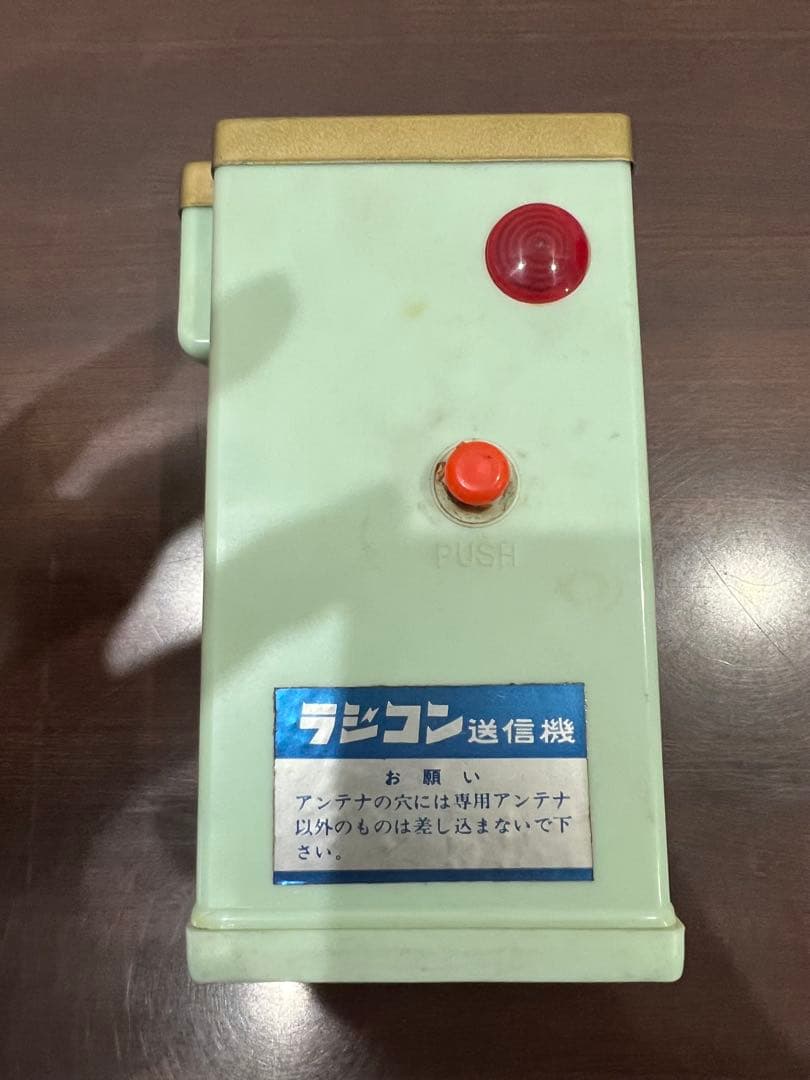 PUSH
ラジコン送信機
お願い
アンテナの穴には専用アンテナ
以外のものは差し込まないで下
さい。